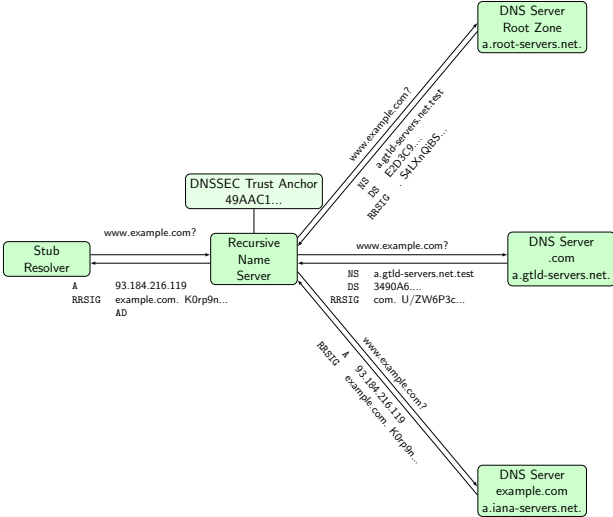 DNS Server
Root Zone
a.root-servers.net.
www.example.com?
NS a.gtld-servers.net.test
DS E2D3C9....
RRSIG . S4LXnQiBS...
DNSSEC Trust Anchor
49AAC1...
www.example.com?
Stub
Resolver
Recursive
Name
Server
www.example.com?
DNS Server
.com
a.gtld-servers.net.
A 93.184.216.119
RRSIG example.com. K0rp9n...
AD
NS a.gtld-servers.net.test
DS 3490A6....
RRSIG com. U/ZW6P3c...
www.example.com?
A 93.184.216.119
RRSIG example.com. K0rp9n...
DNS Server
example.com
a.iana-servers.net.